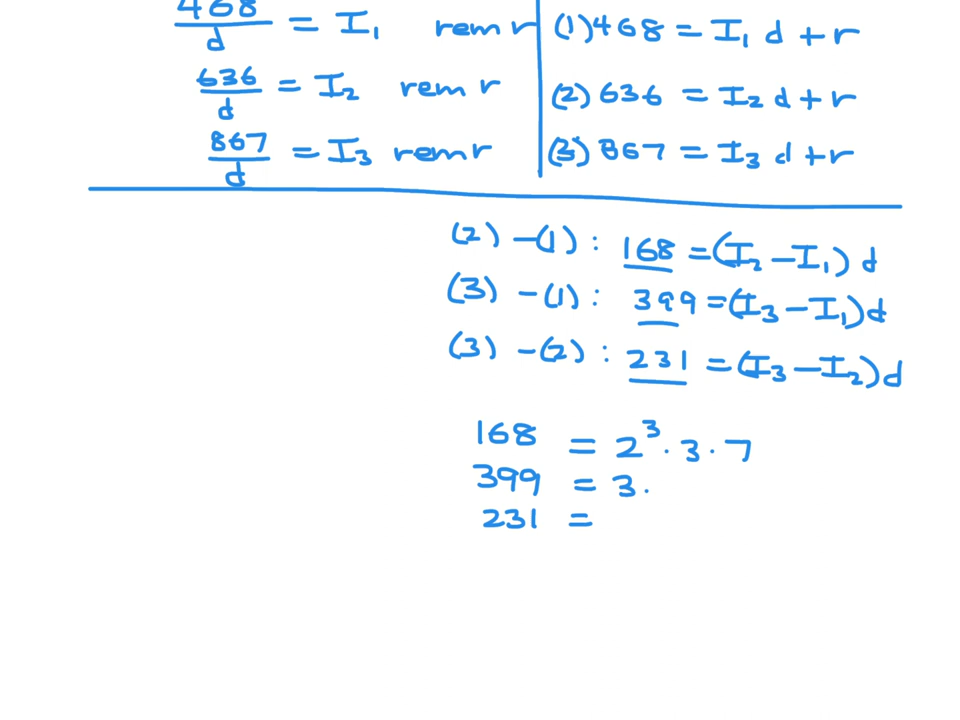 468/d = I₁ rem r
636/d = I₂ rem r
867/d = I₃ rem r
(1) 468 = I₁ d + r
(2) 636 = I₂ d + r
(3) 867 = I₃ d + r
(2) - (1) : 168 = (I₂ - I₁) d
(3) - (1) : 399 = (I₃ - I₁) d
(3) - (2) : 231 = (I₃ - I₂) d
168 = 2³ · 3 · 7
399 = 3 ·
231 =